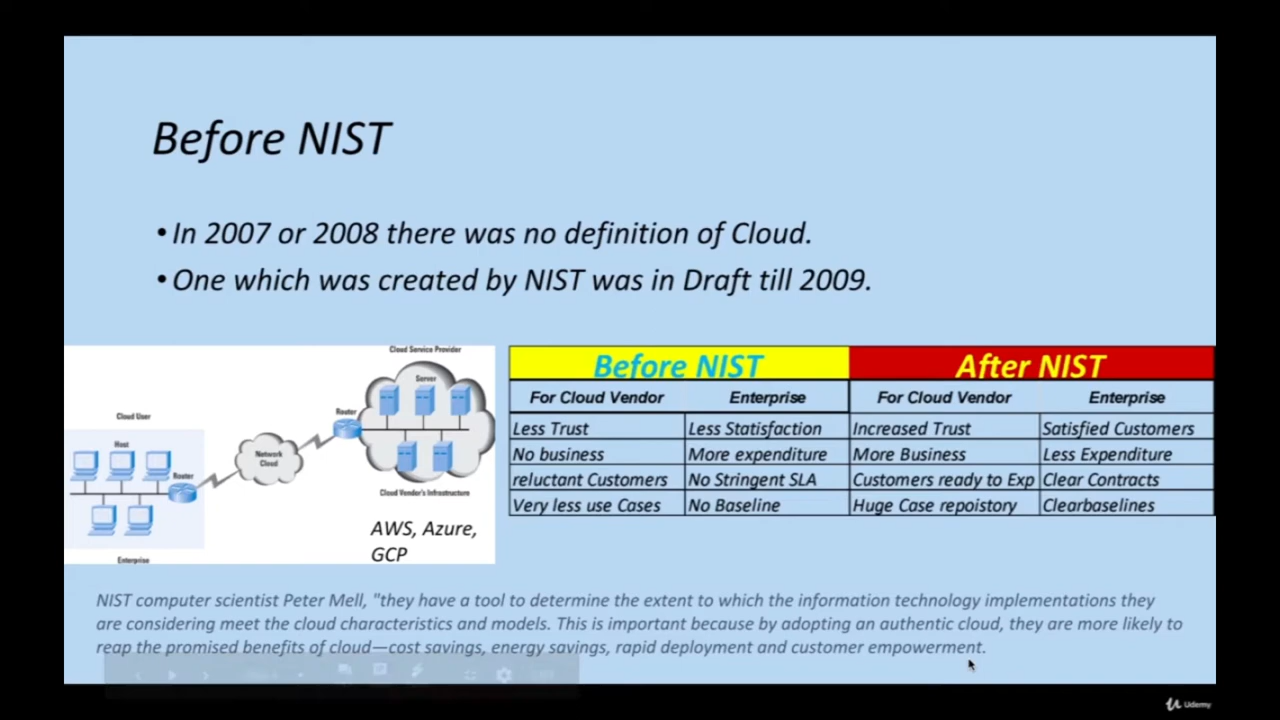 Before NIST
•In 2007 or 2008 there was no definition of Cloud.
•One which was created by NIST was in Draft till 2009.
Cloud Service Provider
Server
Router
Cloud User
Host
Network
Cloud
Router
Cloud Vendor's Infrastructure
AWS, Azure,
GCP
Enterprise
Before NIST After NIST
For Cloud Vendor Enterprise For Cloud Vendor Enterprise
Less Trust Less Statisfaction Increased Trust Satisfied Customers
No business More expenditure More Business Less Expenditure
reluctant Customers No Stringent SLA Customers ready to Exp Clear Contracts
Very less use Cases No Baseline Huge Case repoistory Clearbaselines
NIST computer scientist Peter Mell, "they have a tool to determine the extent to which the information technology implementations they
are considering meet the cloud characteristics and models. This is important because by adopting an authentic cloud, they are more likely to
reap the promised benefits of cloud—cost savings, energy savings, rapid deployment and customer empowerment.
Udemy